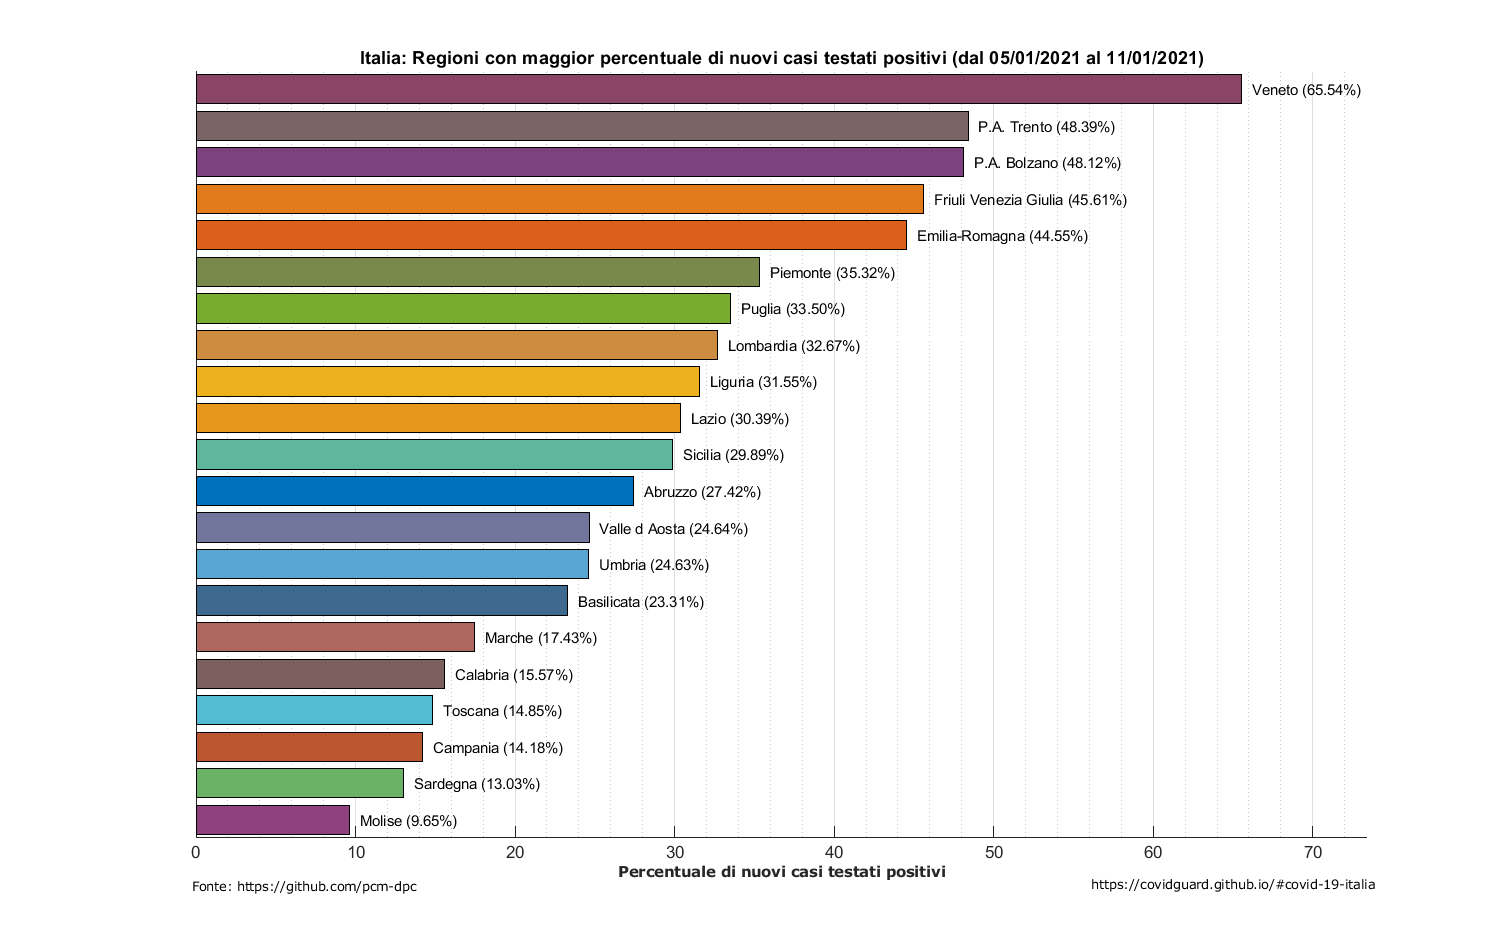 Italia: Regioni con maggior percentuale di nuovi casi testati positivi (dal 05/01/2021 al 11/01/2021)
Veneto (65.54%)
P.A. Trento (48.39%)
P.A. Bolzano (48.12%)
Friuli Venezia Giulia (45.61%)
Emilia-Romagna (44.55%)
Piemonte (35.32%)
Puglia (33.50%)
Lombardia (32.67%)
Liguria (31.55%)
Lazio (30.39%)
Sicilia (29.89%)
Abruzzo (27.42%)
Valle d Aosta (24.64%)
Umbria (24.63%)
Basilicata (23.31%)
Marche (17.43%)
Calabria (15.57%)
Toscana (14.85%)
Campania (14.18%)
Sardegna (13.03%)
Molise (9.65%)
0 10 20 30 40 50 60 70
Percentuale di nuovi casi testati positivi
Fonte: https://github.com/pcm-dpc
https://covidguard.github.io/#covid-19-italia